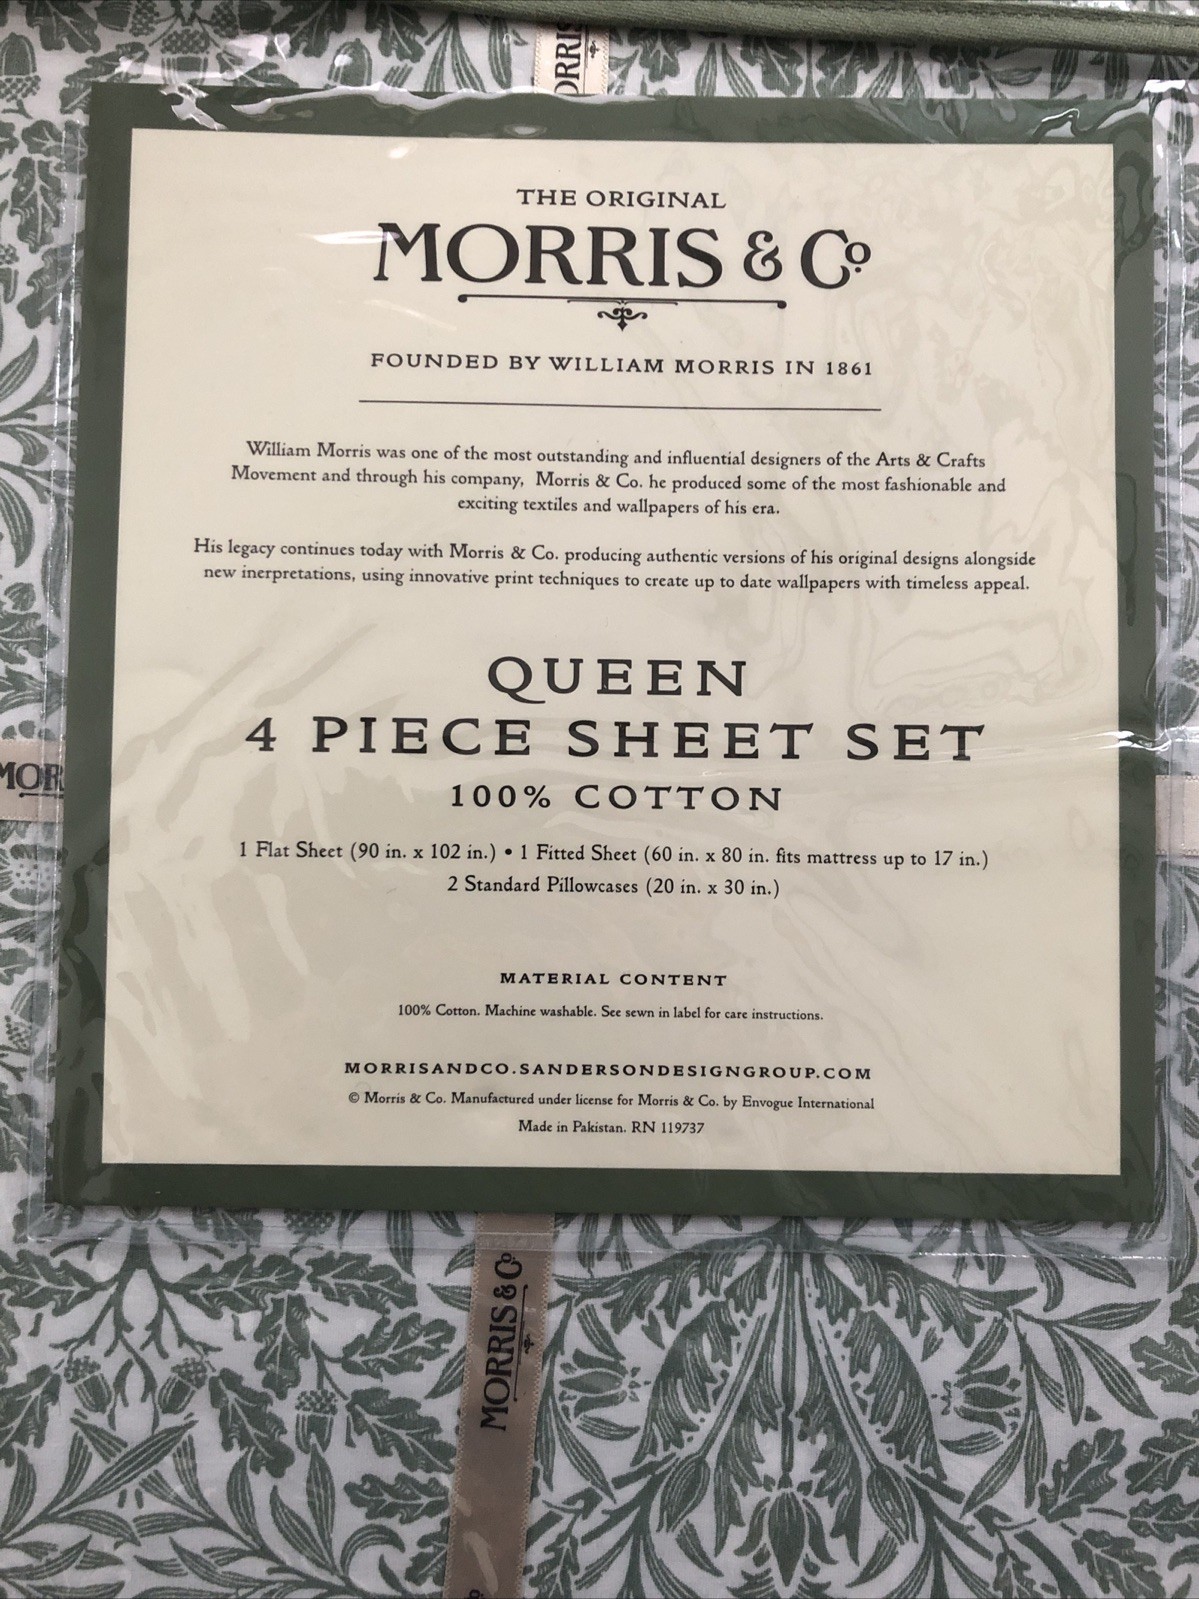 ORRIS
THE ORIGINAL
MORRIS & Co.
FOUNDED BY WILLIAM MORRIS IN 1861
William Morris was one of the most outstanding and influential designers of the Arts & Crafts
Movement and through his company, Morris & Co. he produced some of the most fashionable and
exciting textiles and wallpapers of his era.
His legacy continues today with Morris & Co. producing authentic versions of his original designs alongside
new inerpretations, using innovative print techniques to create up to date wallpapers with timeless appeal.
QUEEN
4 PIECE SHEET SET
100% COTTON
MOR
1 Flat Sheet (90 in. x 102 in.) • 1 Fitted Sheet (60 in. x 80 in. fits mattress up to 17 in.)
2 Standard Pillowcases (20 in. x 30 in.)
MATERIAL CONTENT
100% Cotton. Machine washable. See sewn in label for care instructions.
MORRISANDCO.SANDERSONDESIGNGROUP.COM
© Morris & Co. Manufactured under license for Morris & Co. by Envogue International
Made in Pakistan. RN 119737
MORRIS & Co